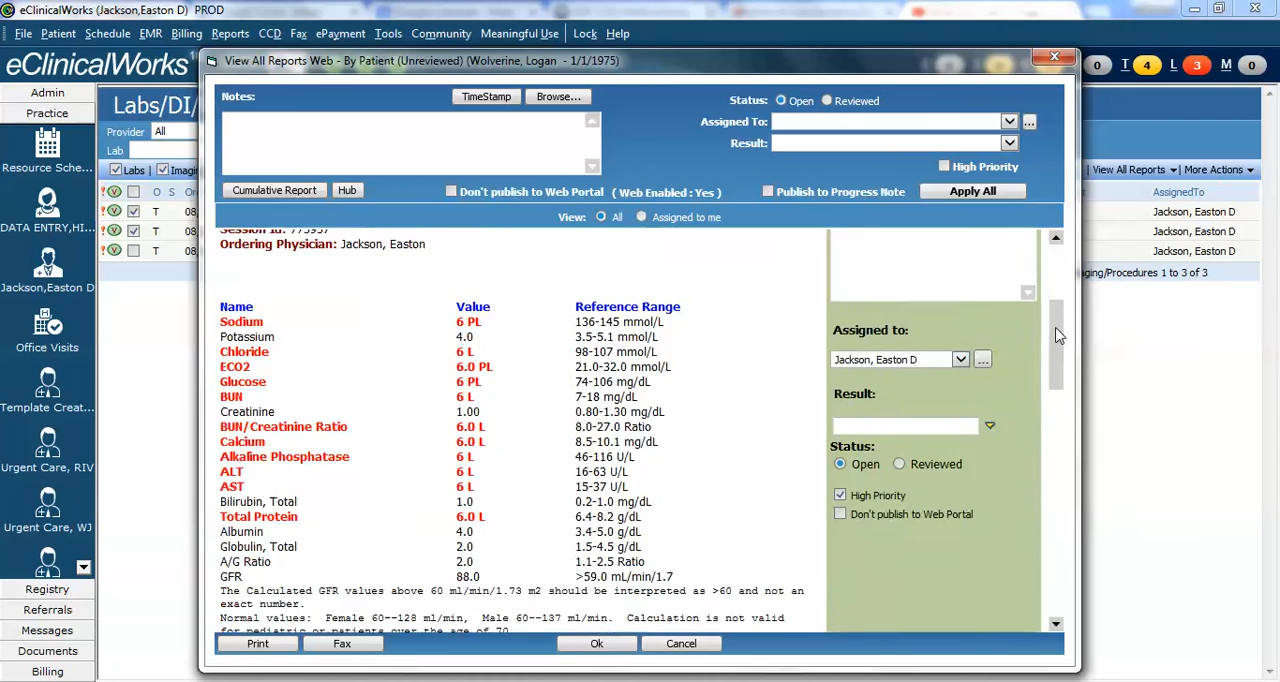 eClinicalWorks (Jackson,Easton D) PROD
File Patient Schedule EMR Billing Reports CCD Fax ePayment Tools Community Meaningful Use Lock Help
eClinicalWorks
0 T 4 L 3 M 0
View All Reports Web - By Patient (Unreviewed) (Wolverine, Logan - 1/1/1975)
Admin
Practice
Resource Sche...
DATA ENTRY,HI...
Jackson,Easton D
Office Visits
Template Creat...
Urgent Care, RIV
Urgent Care, WJ
Registry
Referrals
Messages
Documents
Billing
Labs/DI/
Provider All
Lab
Labs Imagi
O S
T 08
T 08
T 08
View All Reports More Actions
AssignedTo
Jackson, Easton D
Jackson, Easton D
Jackson, Easton D
aging/Procedures 1 to 3 of 3
Notes: TimeStamp Browse...
Status: Open Reviewed
Assigned To: ...
Result:
High Priority
Cumulative Report Hub Don't publish to Web Portal ( Web Enabled : Yes ) Publish to Progress Note Apply All
View: All Assigned to me
Session Id: 775957
Ordering Physician: Jackson, Easton
Name Value Reference Range
Sodium 6 PL 136-145 mmol/L
Potassium 4.0 3.5-5.1 mmol/L
Chloride 6 L 98-107 mmol/L
ECO2 6.0 PL 21.0-32.0 mmol/L
Glucose 6 PL 74-106 mg/dL
BUN 6 L 7-18 mg/dL
Creatinine 1.00 0.80-1.30 mg/dL
BUN/Creatinine Ratio 6.0 L 8.0-27.0 Ratio
Calcium 6.0 L 8.5-10.1 mg/dL
Alkaline Phosphatase 6 L 46-116 U/L
ALT 6 L 16-63 U/L
AST 6 L 15-37 U/L
Bilirubin, Total 1.0 0.2-1.0 mg/dL
Total Protein 6.0 L 6.4-8.2 g/dL
Albumin 4.0 3.4-5.0 g/dL
Globulin, Total 2.0 1.5-4.5 g/dL
A/G Ratio 2.0 1.1-2.5 Ratio
GFR 88.0 >59.0 mL/min/1.7
The Calculated GFR values above 60 ml/min/1.73 m2 should be interpreted as >60 and not an
exact number.
Normal values: Female 60--128 ml/min, Male 60--137 ml/min. Calculation is not valid
for pediatric or patients over the age of 70
Assigned to:
Jackson, Easton D ...
Result:
Status:
Open Reviewed
High Priority
Don't publish to Web Portal
Print Fax Ok Cancel